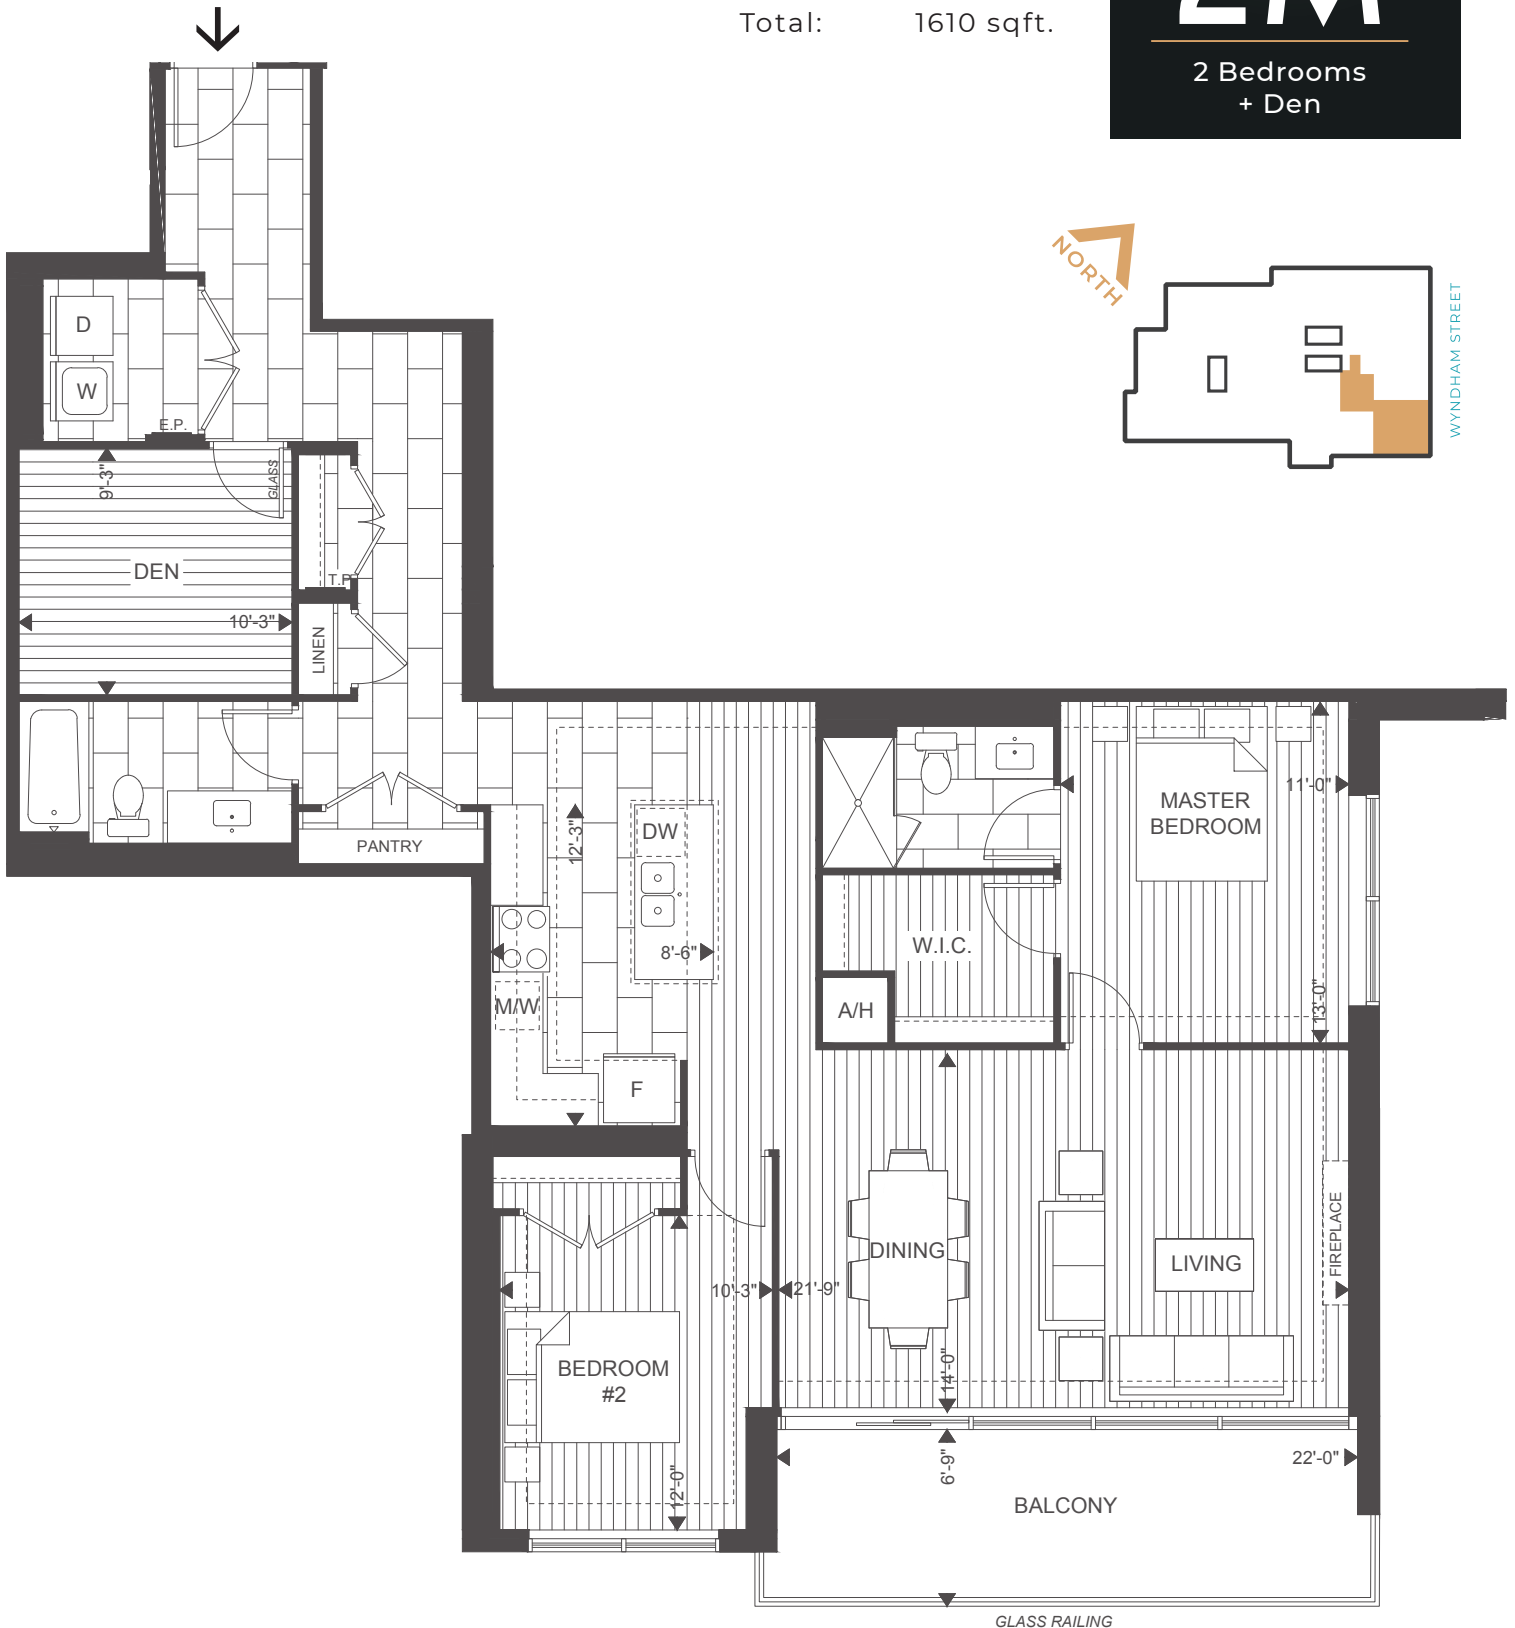 Total: 1610 sqft.
2M
2 Bedrooms
+ Den
NORTH
WYNDHAM STREET
D
W
E.P.
9'-3"
GLASS
DEN
T.P.
10'-3"
LINEN
PANTRY
12'-3"
DW
8'-6"
M/W
F
W.I.C.
A/H
MASTER
BEDROOM
11'-0"
13'-0"
DINING
LIVING
FIREPLACE
10'-3"
21'-9"
BEDROOM
#2
14'-0"
12'-0"
6'-9"
22'-0"
BALCONY
GLASS RAILING